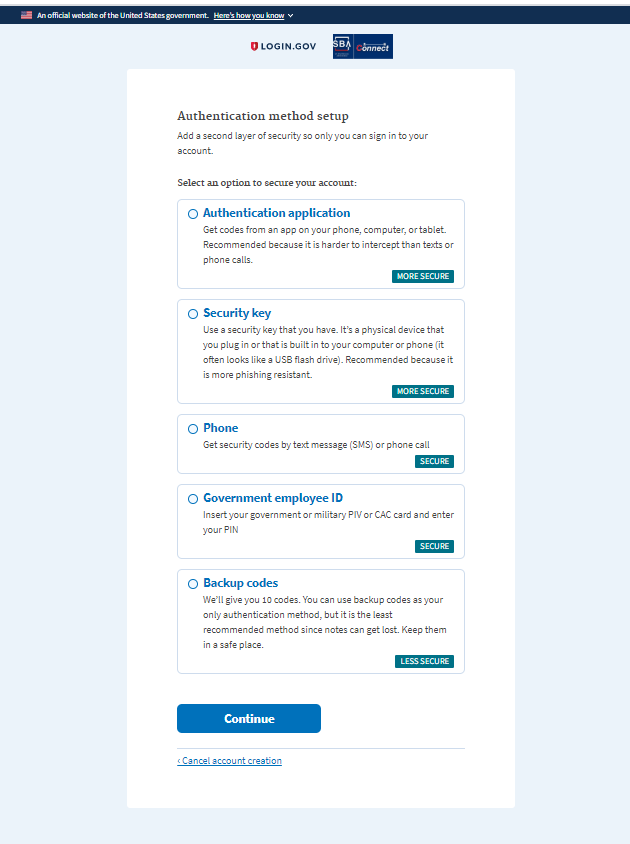 An official website of the United States government. Here's how you know
LOGIN.GOV SBA Connect
Authentication method setup
Add a second layer of security so only you can sign in to your
account.
Select an option to secure your account:
Authentication application
Get codes from an app on your phone, computer, or tablet.
Recommended because it is harder to intercept than texts or
phone calls.
MORE SECURE
Security key
Use a security key that you have. It's a physical device that
you plug in or that is built in to your computer or phone (it
often looks like a USB flash drive). Recommended because it
is more phishing resistant.
MORE SECURE
Phone
Get security codes by text message (SMS) or phone call
SECURE
Government employee ID
Insert your government or military PIV or CAC card and enter
your PIN
SECURE
Backup codes
We'll give you 10 codes. You can use backup codes as your
only authentication method, but it is the least
recommended method since notes can get lost. Keep them
in a safe place.
LESS SECURE
Continue
‹ Cancel account creation